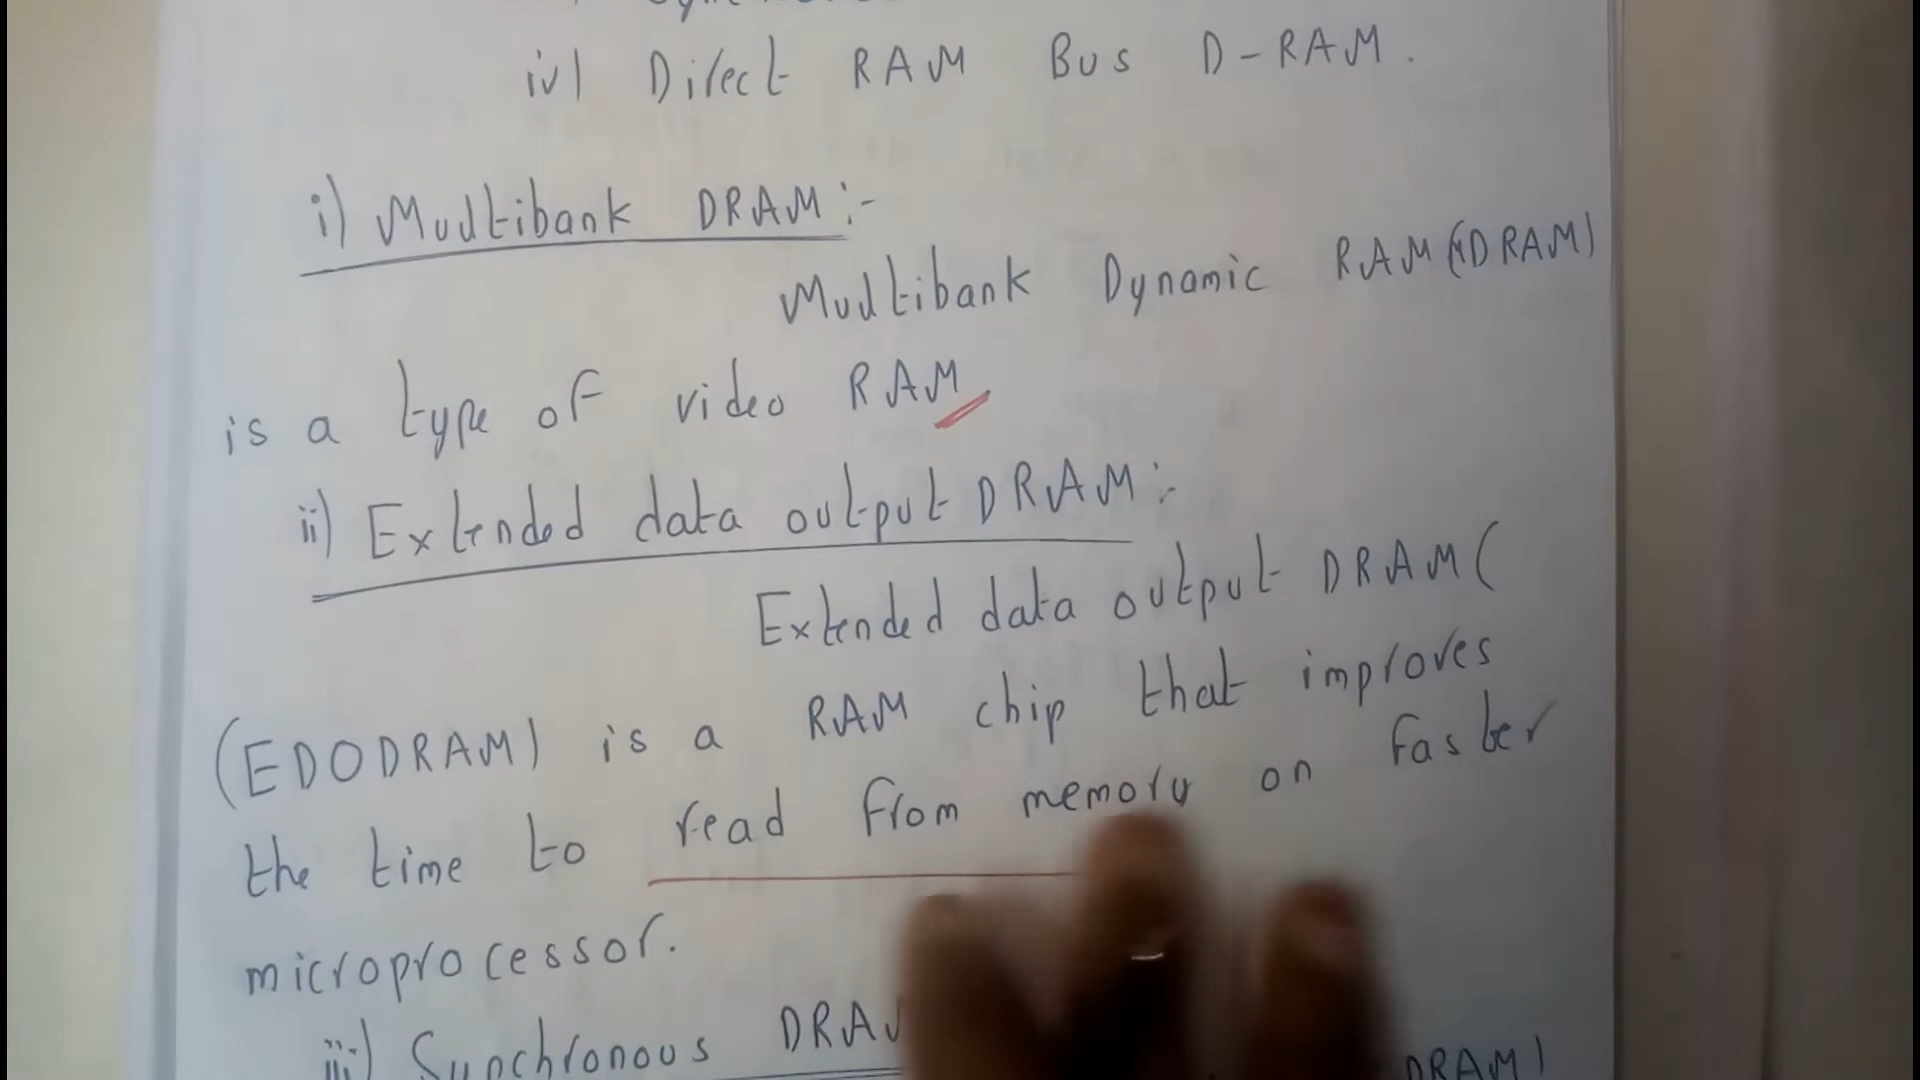 iv) Direct RAM Bus D-RAM.
i) Multibank DRAM:-
Multibank Dynamic RAM (MDRAM)
is a type of video RAM
ii) Extended data output DRAM:-
Extended data output DRAM (
(EDODRAM) is a RAM chip that improves
the time to read from memory on faster
microprocessor.
iii) Synchronous DRAM
DRAM)